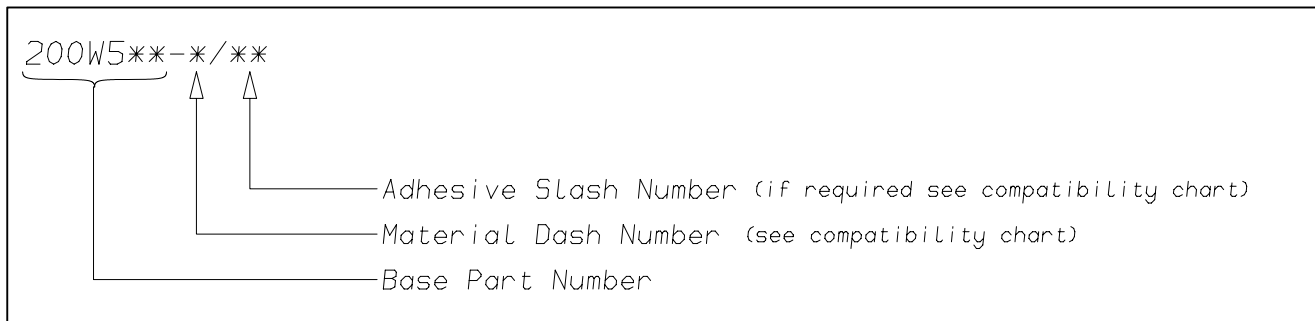 200W5**-*/**
Adhesive Slash Number (if required see compatibility chart)
Material Dash Number (see compatibility chart)
Base Part Number